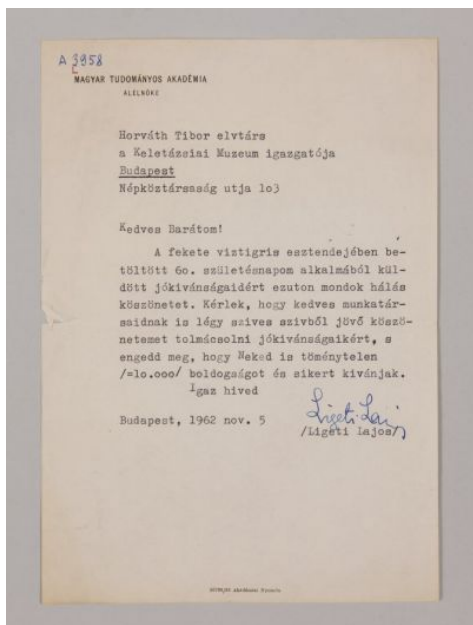 A 3958
MAGYAR TUDOMÁNYOS AKADÉMIA
ALELNÖKE
Horváth Tibor elvtárs
a Keletázsiai Muzeum igazgatója
Budapest
Népköztársaság utja lo3
Kedves Barátom!
A fekete viztigris esztendejében be-
töltött 6o. születésnapom alkalmából kül-
dött jókivánságaidért ezuton mondok hálás
köszönetet. Kérlek, hogy kedves munkatár-
saidnak is légy szives szivből jövő köszö-
netemet tolmácsolni jókivánságaikért, s
engedd meg, hogy Neked is töménytelen
/=lo.ooo/ boldogságot és sikert kivánjak.
Igaz hived
Budapest, 1962 nov. 5
Ligeti Lajos
/Ligeti Lajos/